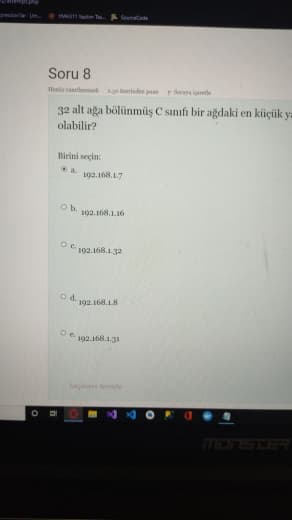 Soru 8
Henüz cevaplanmadı 2,50 üzerinden puan Soruyu işaretle
32 alt ağa bölünmüş C sınıfı bir ağdaki en küçük
olabilir?
Birini seçin:
a. 192.168.1.7
b. 192.168.1.16
c. 192.168.1.32
d. 192.168.1.8
e. 192.168.1.31
Seçimimi temizle
MONSTER